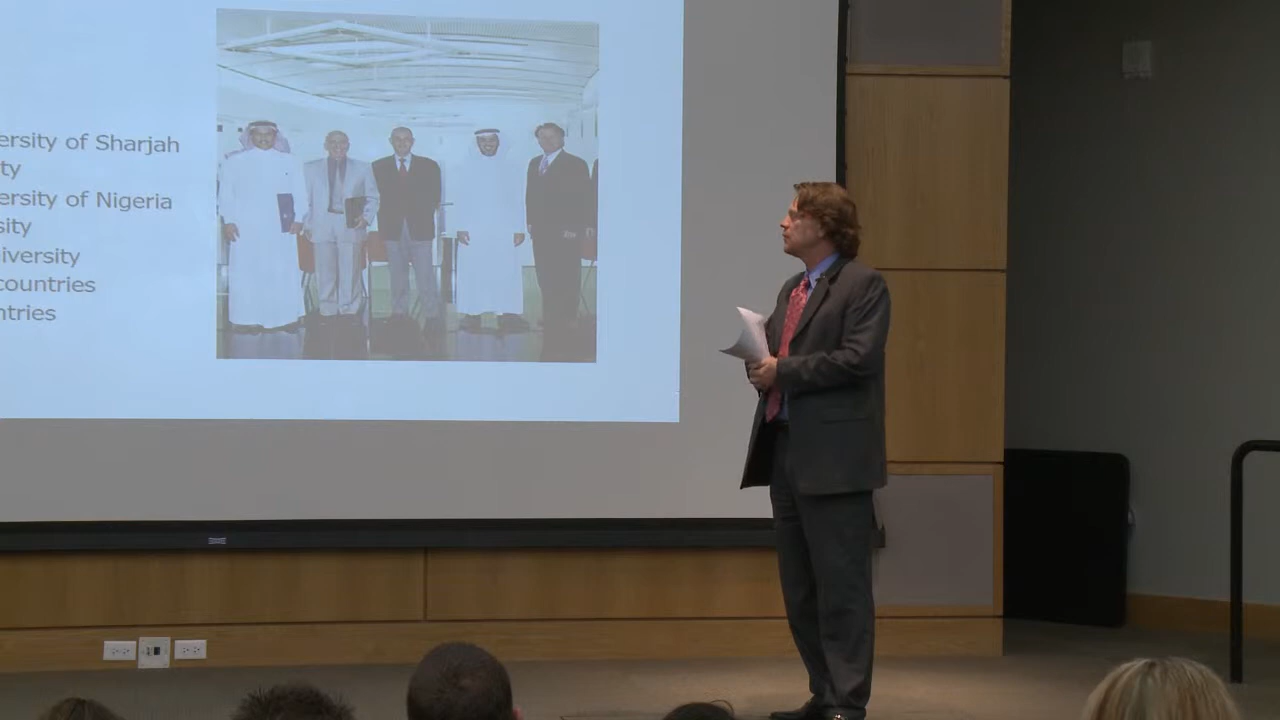 ersity of Sharjah
ty
ersity of Nigeria
sity
iversity
countries
ntries